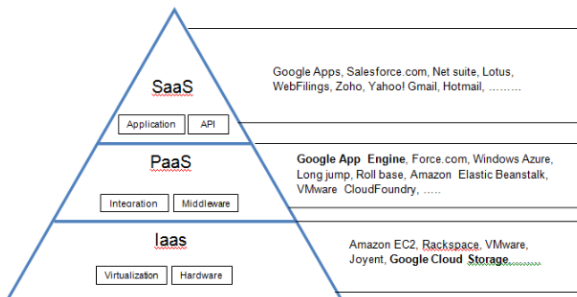 SaaS
Application
API
Google Apps, Salesforce.com, Net suite, Lotus,
WebFilings, Zoho, Yahoo! Gmail, Hotmail, ………
PaaS
Integration
Middleware
Google App Engine, Force.com, Windows Azure,
Long jump, Roll base, Amazon Elastic Beanstalk,
VMware CloudFoundry, …..
Iaas
Virtualization
Hardware
Amazon EC2, Rackspace, VMware,
Joyent, Google Cloud Storage,………